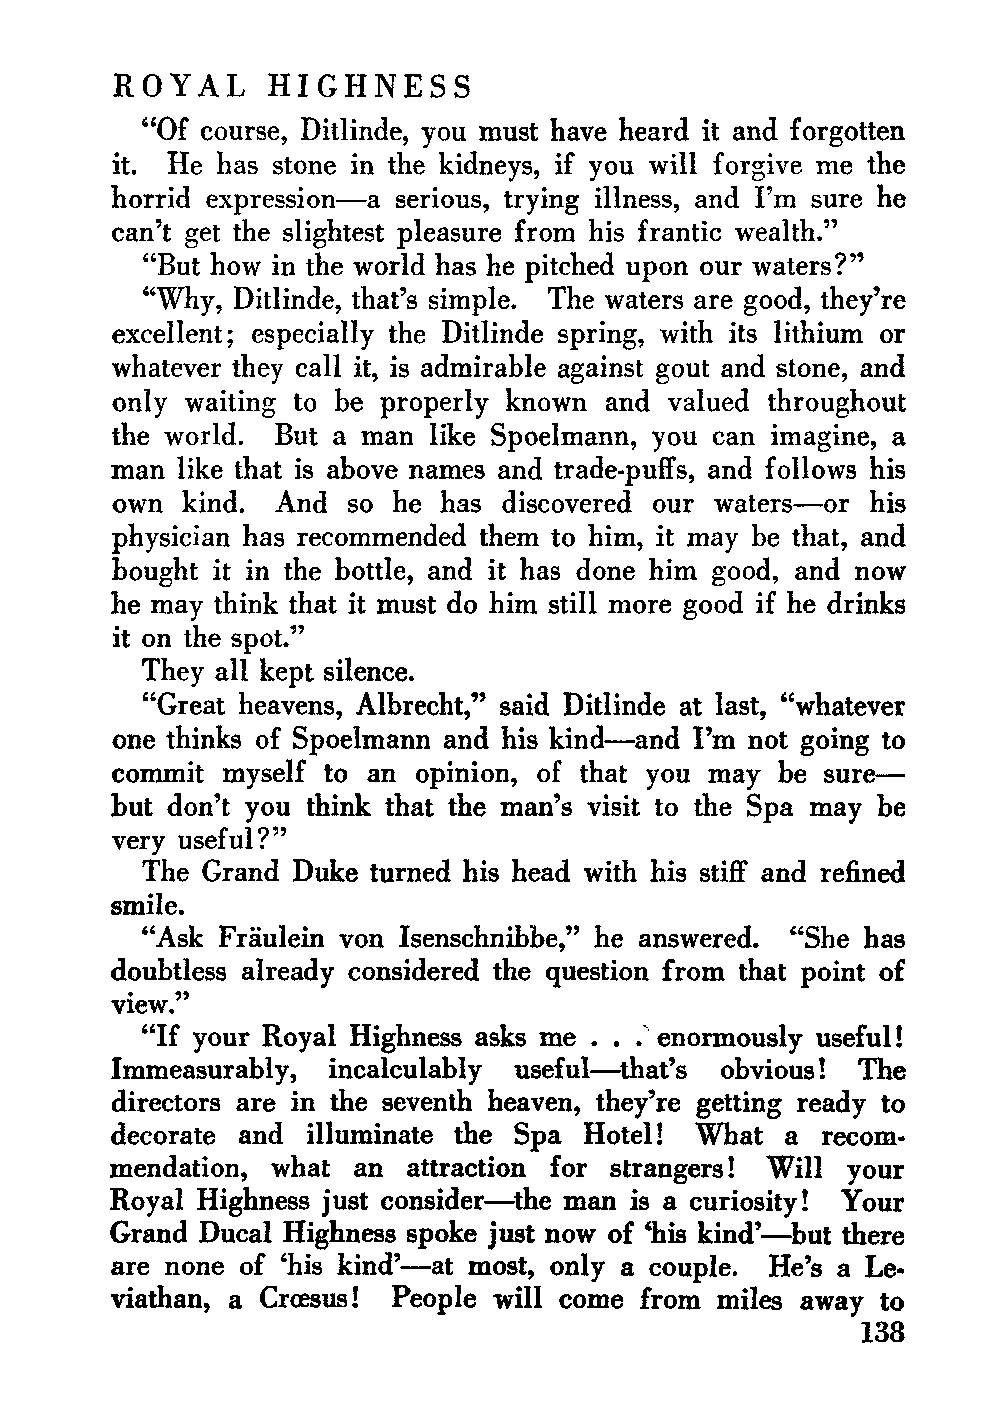 ROYAL HIGHNESS
“Of course, Ditlinde, you must have heard it and forgotten
it. He has stone in the kidneys, if you will forgive me the
horrid expression—a serious, trying illness, and I’m sure he
can’t get the slightest pleasure from his frantic wealth.”
“But how in the world has he pitched upon our waters?”
“Why, Ditlinde, that’s simple. The waters are good, they’re
excellent; especially the Ditlinde spring, with its lithium or
whatever they call it, is admirable against gout and stone, and
only waiting to be properly known and valued throughout
the world. But a man like Spoelmann, you can imagine, a
man like that is above names and trade-puffs, and follows his
own kind. And so he has discovered our waters—or his
physician has recommended them to him, it may be that, and
bought it in the bottle, and it has done him good, and now
he may think that it must do him still more good if he drinks
it on the spot.”
They all kept silence.
“Great heavens, Albrecht,” said Ditlinde at last, “whatever
one thinks of Spoelmann and his kind—and I’m not going to
commit myself to an opinion, of that you may be sure—
but don’t you think that the man’s visit to the Spa may be
very useful?”
The Grand Duke turned his head with his stiff and refined
smile.
“Ask Fräulein von Isenschnibbe,” he answered. “She has
doubtless already considered the question from that point of
view.”
“If your Royal Highness asks me . . . enormously useful!
Immeasurably, incalculably useful—that’s obvious! The
directors are in the seventh heaven, they’re getting ready to
decorate and illuminate the Spa Hotel! What a recom-
mendation, what an attraction for strangers! Will your
Royal Highness just consider—the man is a curiosity! Your
Grand Ducal Highness spoke just now of ‘his kind’—but there
are none of ‘his kind’—at most, only a couple. He’s a Le-
viathan, a Crœsus! People will come from miles away to
138